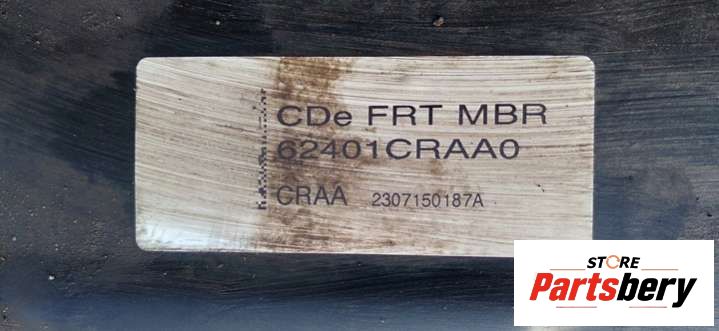 CDe FRT MBR
62401CRAA0
CRAA 2307150187A
STORE
Partsbery